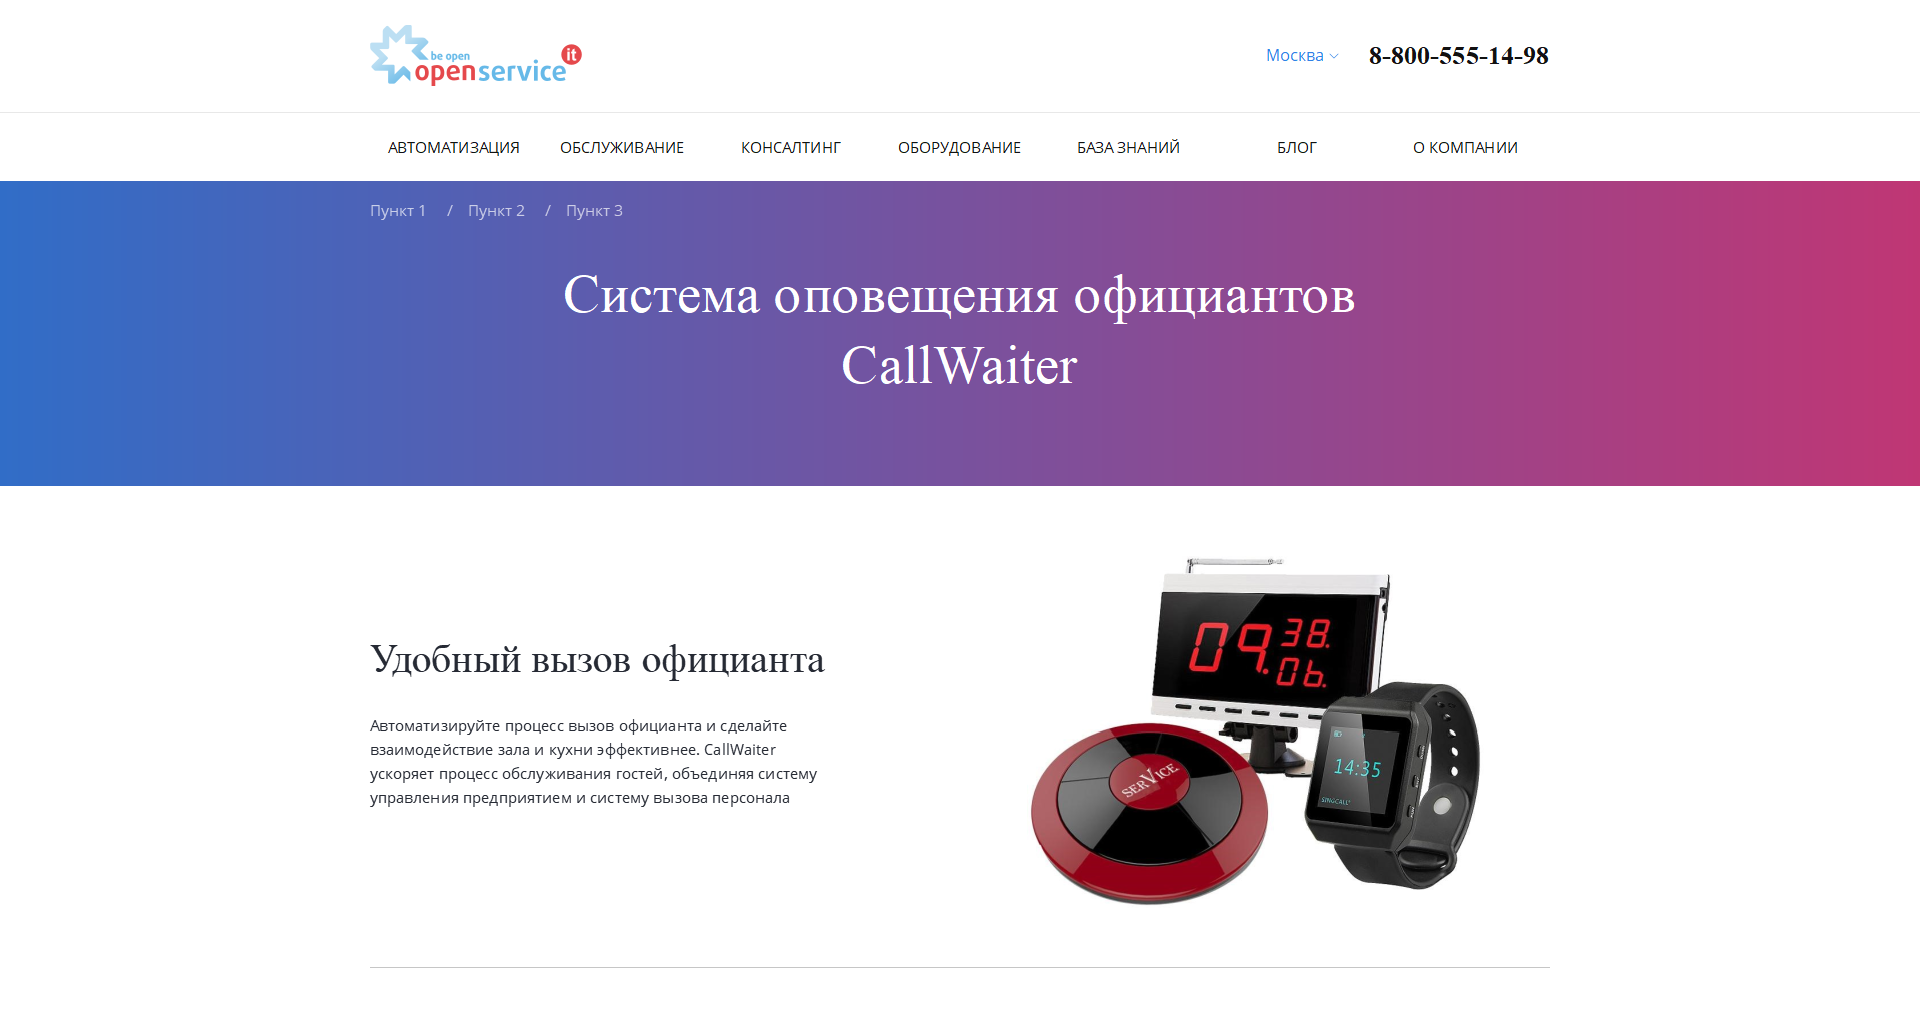 be open
openservice it
Москва
8-800-555-14-98
АВТОМАТИЗАЦИЯ ОБСЛУЖИВАНИЕ КОНСАЛТИНГ ОБОРУДОВАНИЕ БАЗА ЗНАНИЙ БЛОГ О КОМПАНИИ
Пункт 1 / Пункт 2 / Пункт 3
Система оповещения официантов
CallWaiter
Удобный вызов официанта
Автоматизируйте процесс вызов официанта и сделайте
взаимодействие зала и кухни эффективнее. CallWaiter
ускоряет процесс обслуживания гостей, объединяя систему
управления предприятием и систему вызова персонала
09. 38.
06.
SERVICE
14:35
SINGCALL